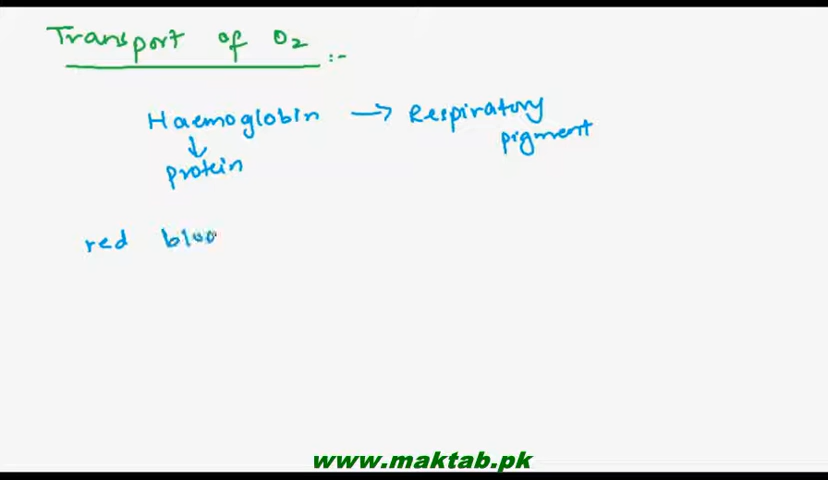 Transport of O2 :-
Haemoglobin → Respiratory
pigment
↓
protein
red bloo
www.maktab.pk